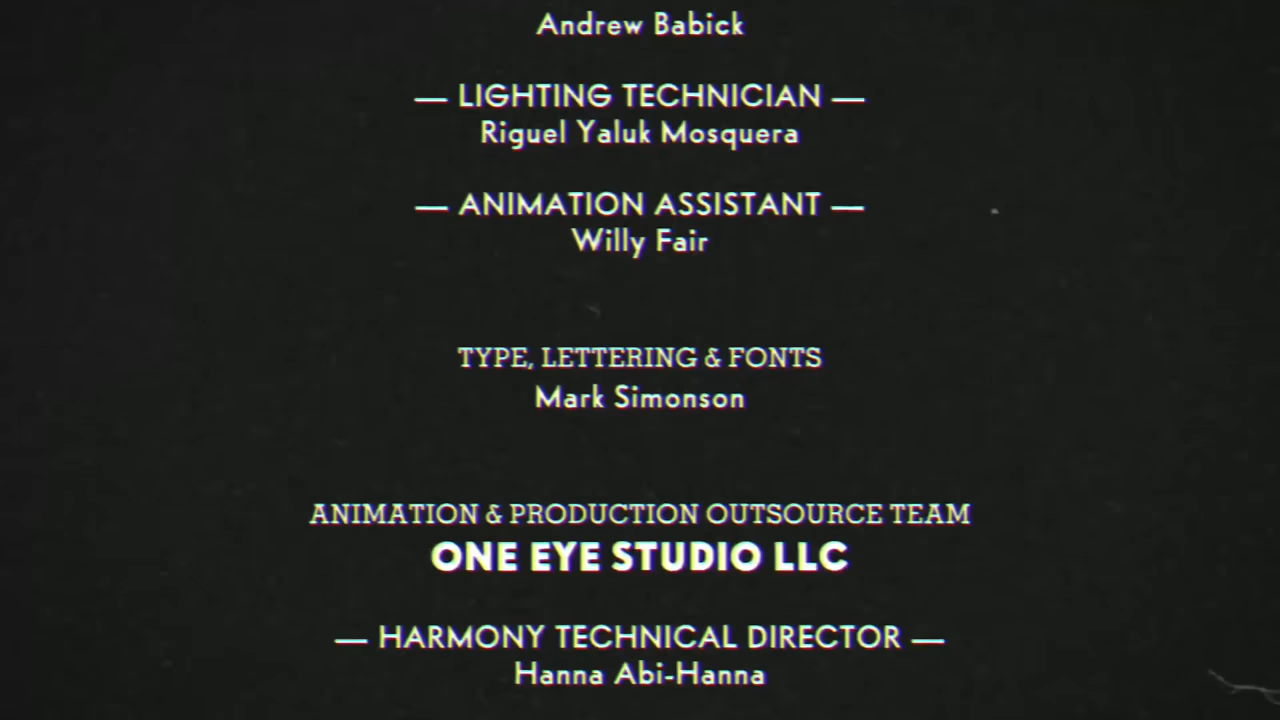 Andrew Babick
— LIGHTING TECHNICIAN —
Riguel Yaluk Mosquera
— ANIMATION ASSISTANT —
Willy Fair
TYPE, LETTERING & FONTS
Mark Simonson
ANIMATION & PRODUCTION OUTSOURCE TEAM
ONE EYE STUDIO LLC
— HARMONY TECHNICAL DIRECTOR —
Hanna Abi-Hanna